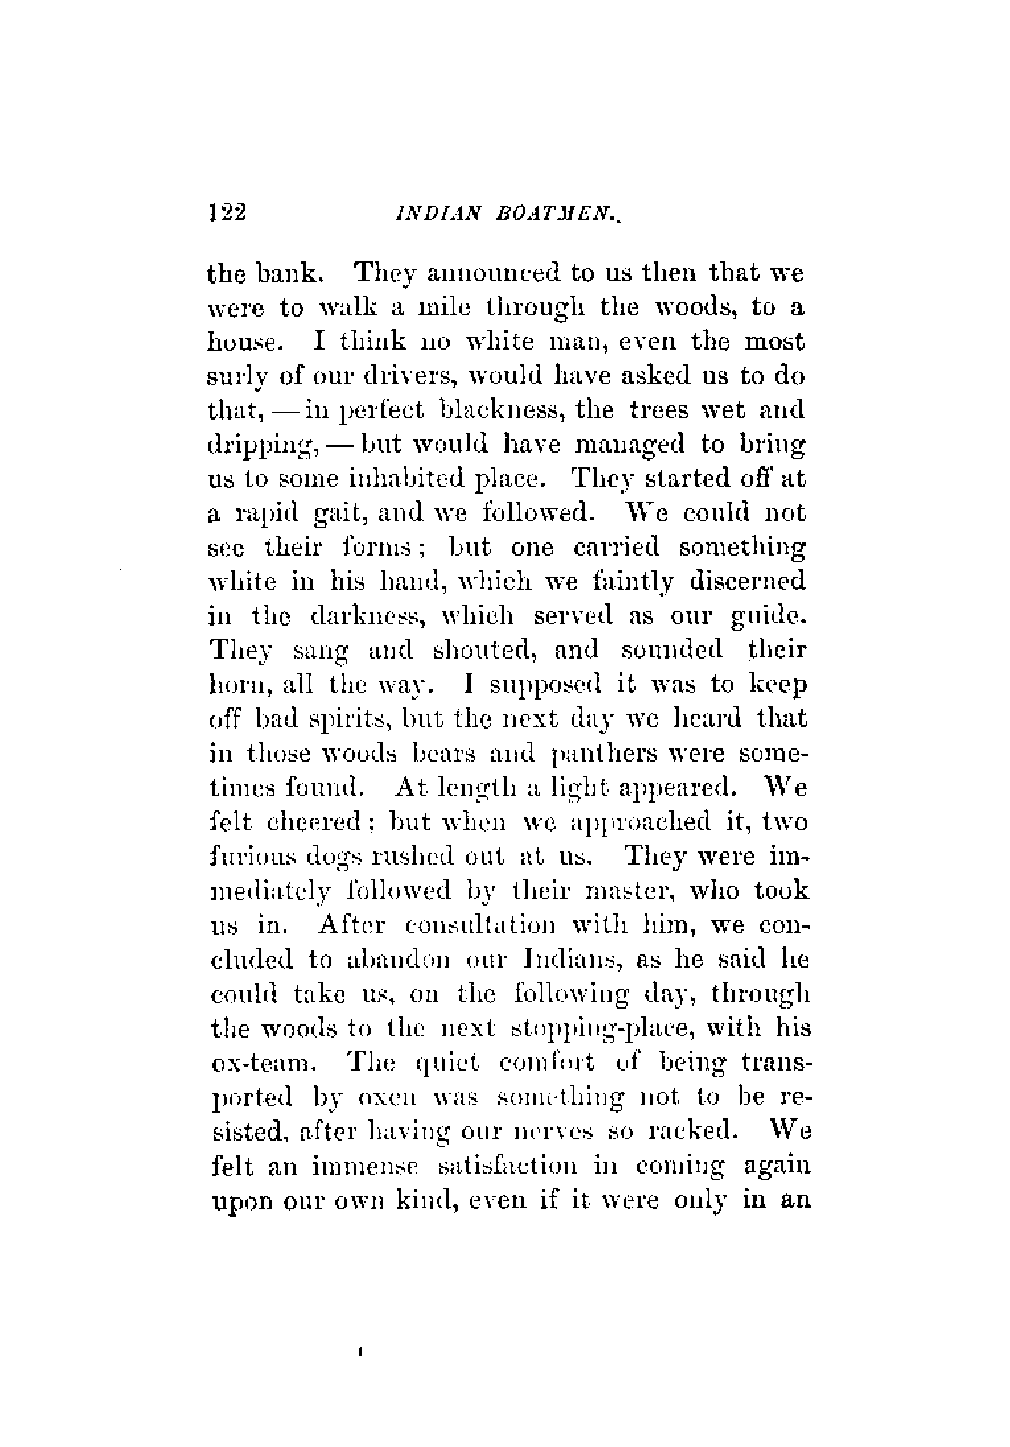 122 INDIAN BOATMEN.
the bank. They announced to us then that we
were to walk a mile through the woods, to a
house. I think no white man, even the most
surly of our drivers, would have asked us to do
that, — in perfect blackness, the trees wet and
dripping, — but would have managed to bring
us to some inhabited place. They started off at
a rapid gait, and we followed. We could not
see their forms; but one carried something
white in his hand, which we faintly discerned
in the darkness, which served as our guide.
They sang and shouted, and sounded their
horn, all the way. I supposed it was to keep
off bad spirits, but the next day we heard that
in those woods bears and panthers were some-
times found. At length a light appeared. We
felt cheered; but when we approached it, two
furious dogs rushed out at us. They were im-
mediately followed by their master, who took
us in. After consultation with him, we con-
cluded to abandon our Indians, as he said he
could take us, on the following day, through
the woods to the next stopping-place, with his
ox-team. The quiet comfort of being trans-
ported by oxen was something not to be re-
sisted, after having our nerves so racked. We
felt an immense satisfaction in coming again
upon our own kind, even if it were only in an